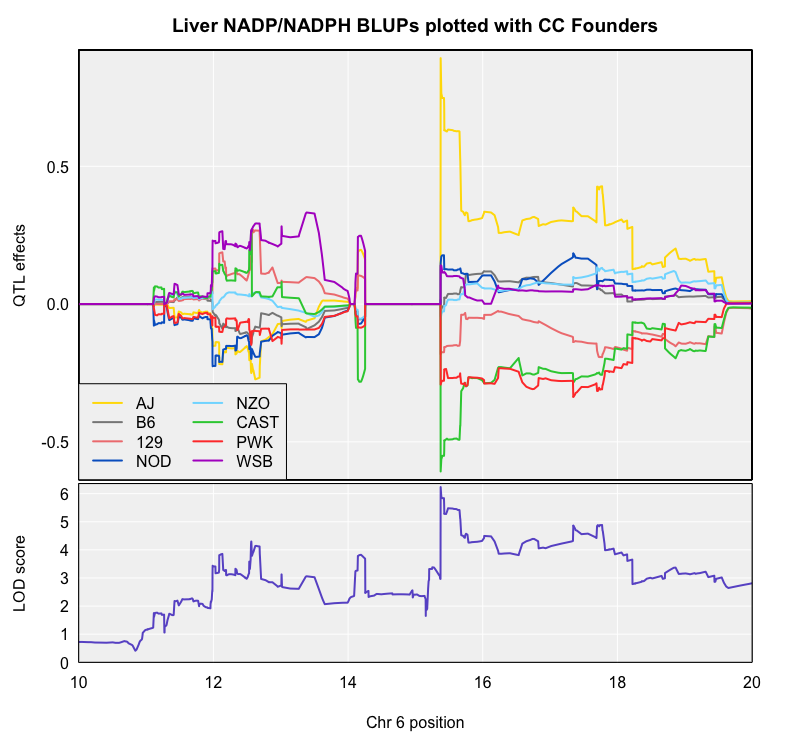 Liver NADP/NADPH BLUPs plotted with CC Founders
QTL effects
0.5
0.0
-0.5
AJ NZO
B6 CAST
129 PWK
NOD WSB
LOD score
6
5
4
3
2
1
0
10 12 14 16 18 20
Chr 6 position